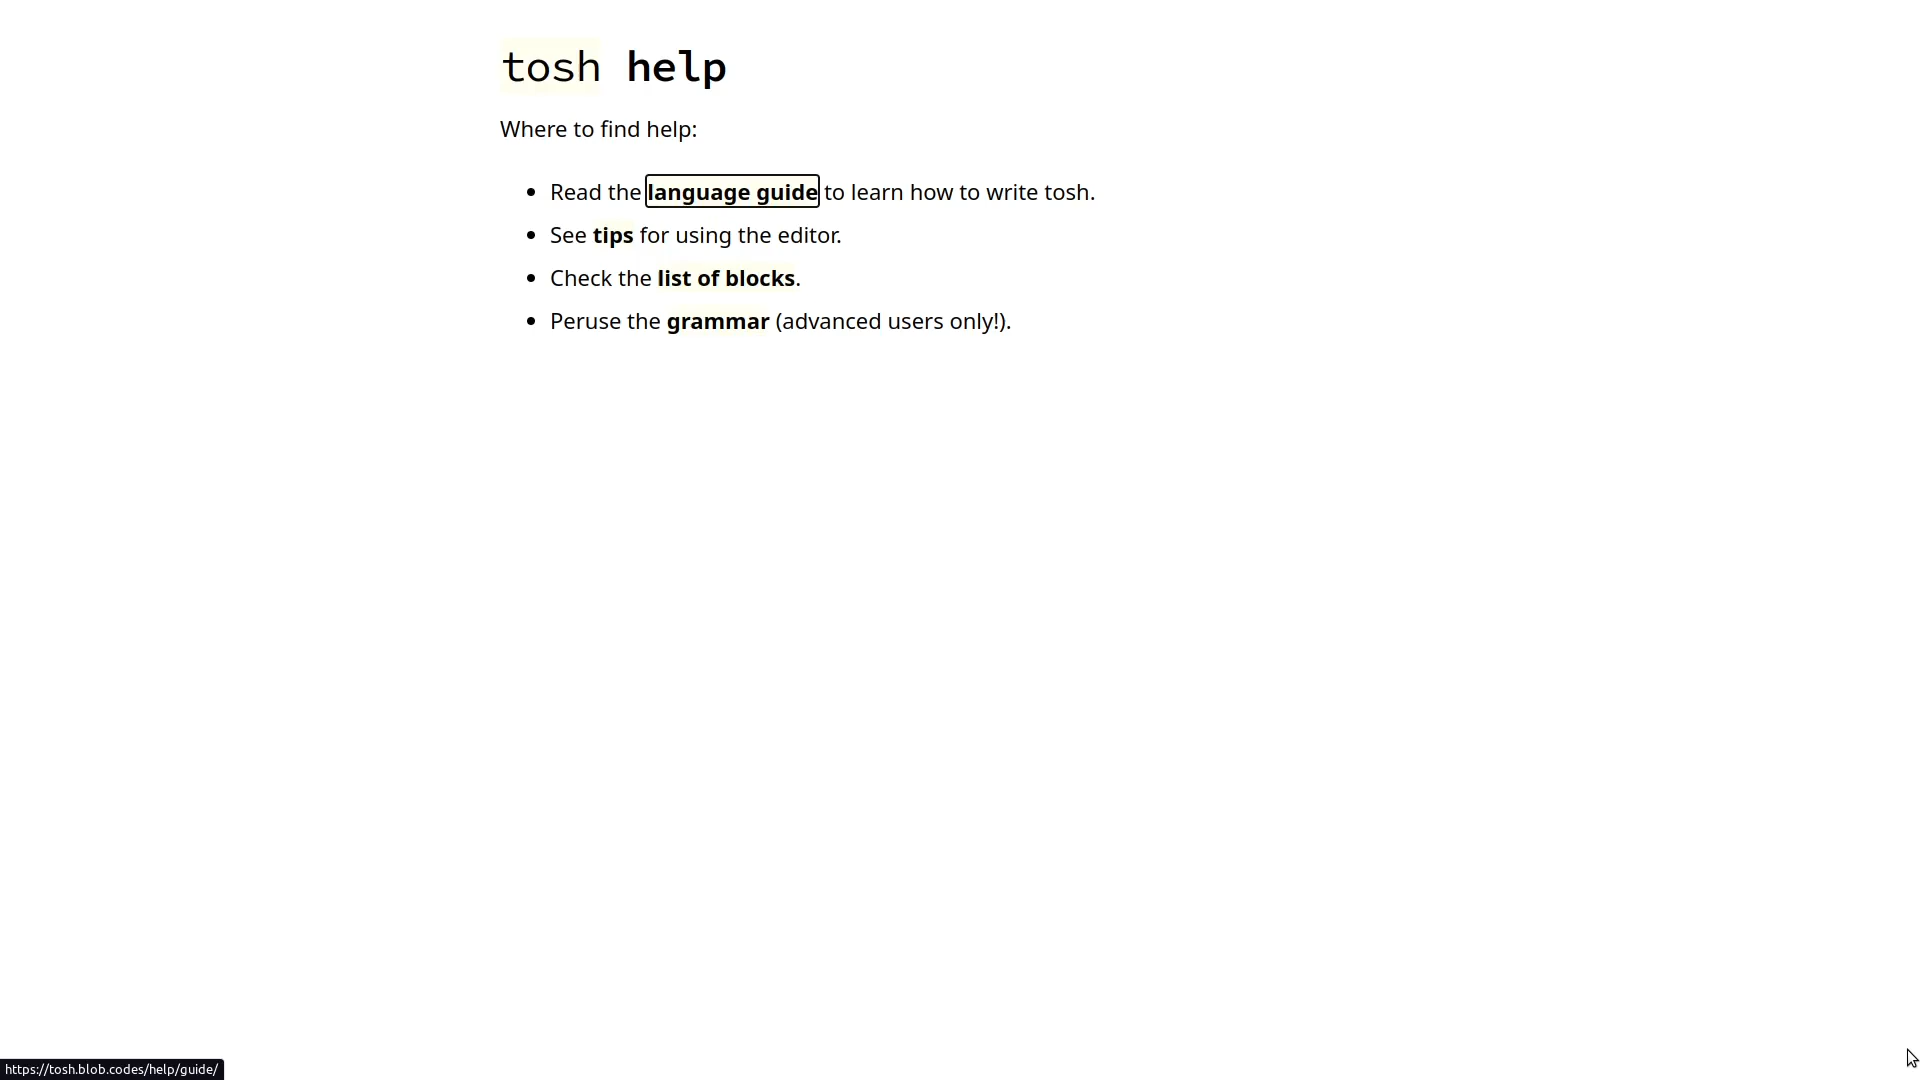 tosh help
Where to find help:
Read the language guide to learn how to write tosh.
See tips for using the editor.
Check the list of blocks.
Peruse the grammar (advanced users only!).
https://tosh.blob.codes/help/guide/